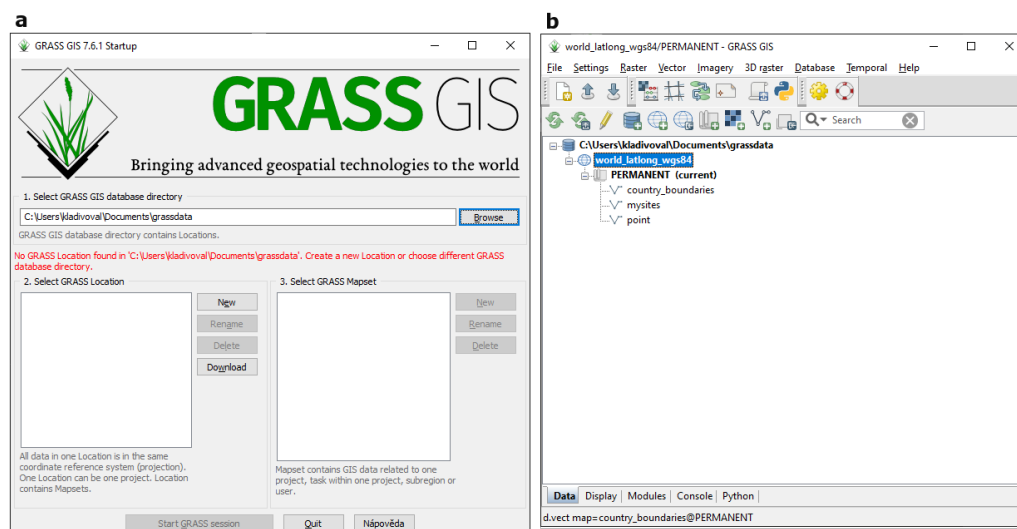 a
GRASS GIS 7.6.1 Startup
GRASS GIS
Bringing advanced geospatial technologies to the world
1. Select GRASS GIS database directory
C:\Users\kladivoval\Documents\grassdata
Browse
GRASS GIS database directory contains Locations.
No GRASS Location found in 'C:\Users\kladivoval\Documents\grassdata'. Create a new Location or choose different GRASS
database directory.
2. Select GRASS Location
New
Rename
Delete
Download
All data in one Location is in the same
coordinate reference system (projection).
One Location can be one project. Location
contains Mapsets.
3. Select GRASS Mapset
New
Rename
Delete
Mapset contains GIS data related to one
project, task within one project, subregion or
user.
Start GRASS session
Quit
Nápověda
b
world_latlong_wgs84/PERMANENT - GRASS GIS
File Settings Raster Vector Imagery 3D raster Database Temporal Help
Search
C:\Users\kladivoval\Documents\grassdata
world_latlong_wgs84
PERMANENT (current)
country_boundaries
mysites
point
Data Display Modules Console Python
d.vect map=country_boundaries@PERMANENT